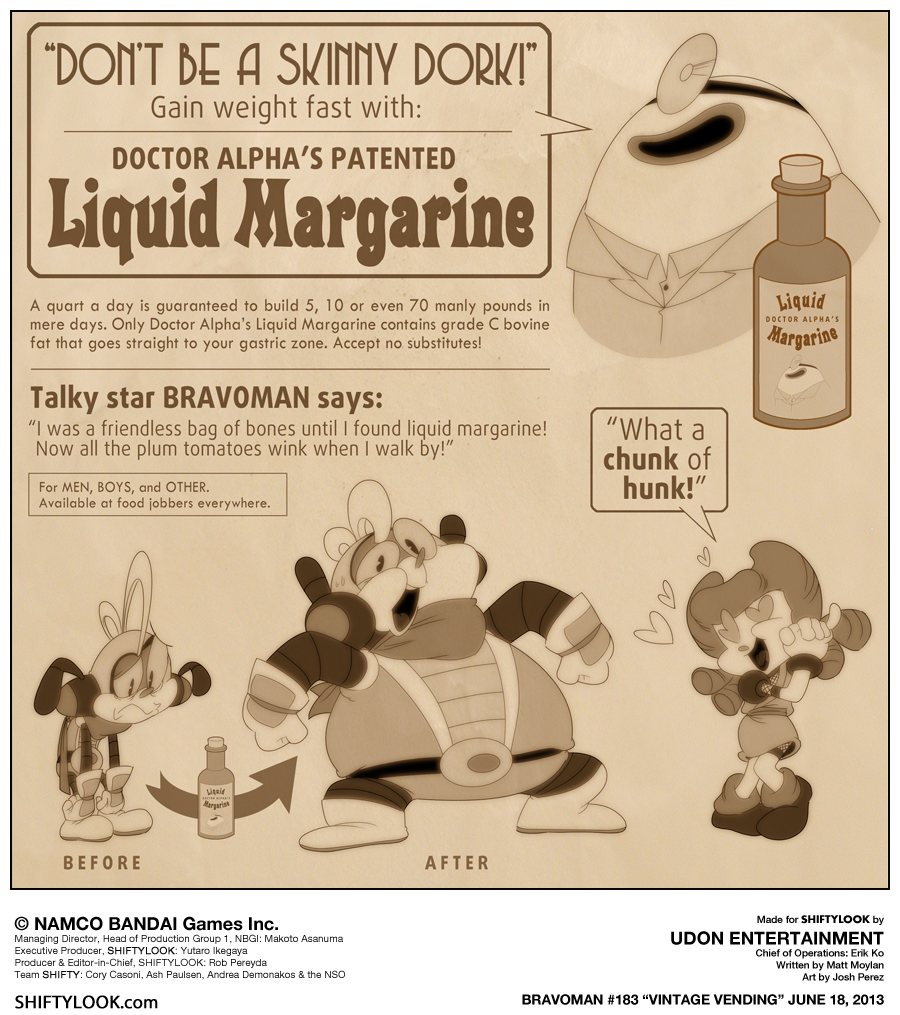 “DON’T BE A SKINNY DORK!”
Gain weight fast with:
DOCTOR ALPHA’S PATENTED
Liquid Margarine
A quart a day is guaranteed to build 5, 10 or even 70 manly pounds in
mere days. Only Doctor Alpha’s Liquid Margarine contains grade C bovine
fat that goes straight to your gastric zone. Accept no substitutes!
Liquid
DOCTOR ALPHA’S
Margarine
Talky star BRAVOMAN says:
“I was a friendless bag of bones until I found liquid margarine!
Now all the plum tomatoes wink when I walk by!”
“What a
chunk of
hunk!”
For MEN, BOYS, and OTHER.
Available at food jobbers everywhere.
Liquid
DOCTOR ALPHA’S
Margarine
BEFORE
AFTER
© NAMCO BANDAI Games Inc.
Managing Director, Head of Production Group 1, NBGI: Makoto Asanuma
Executive Producer, SHIFTYLOOK: Yutaro Ikegaya
Producer & Editor-in-Chief, SHIFTYLOOK: Rob Pereyda
Team SHIFTY: Cory Casoni, Ash Paulsen, Andrea Demonakos & the NSO
SHIFTYLOOK.com
Made for SHIFTYLOOK by
UDON ENTERTAINMENT
Chief of Operations: Erik Ko
Written by Matt Moylan
Art by Josh Perez
BRAVOMAN #183 “VINTAGE VENDING” JUNE 18, 2013